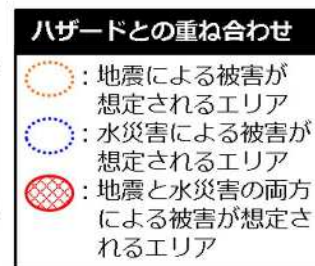 ハザードとの重ね合わせ
：地震による被害が
想定されるエリア
：水災害による被害が
想定されるエリア
：地震と水災害の両方
による被害が想定さ
れるエリア